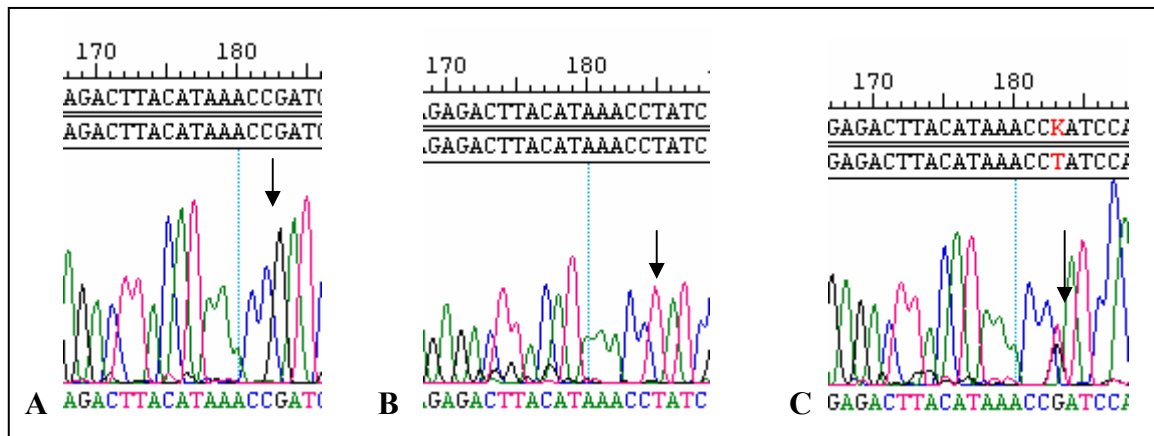 170 180
AGACTTACATAAACCGATC
AGACTTACATAAACCGATC
A AGACTTACATAAACCGATC
170 180
GAGACTTACATAAACCTATC
GAGACTTACATAAACCTATC
B GAGACTTACATAAACCTATC
170 180
GAGACTTACATAAACCKATCCA
GAGACTTACATAAACCTATCCA
C GAGACTTACATAAACCGATCCA